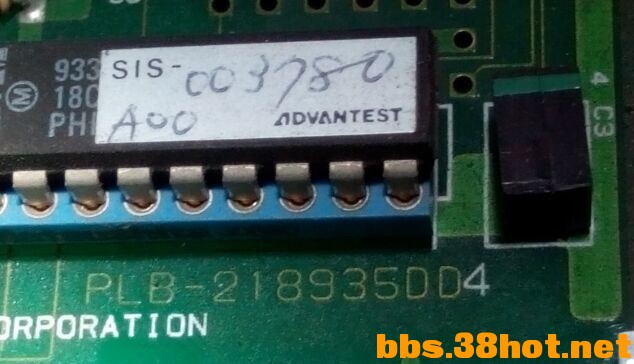 933
SIS-
003780
180
PHI
A00
ADVANTEST
4 C3
PLB-218935DD4
ORPORATION
bbs.38hot.net